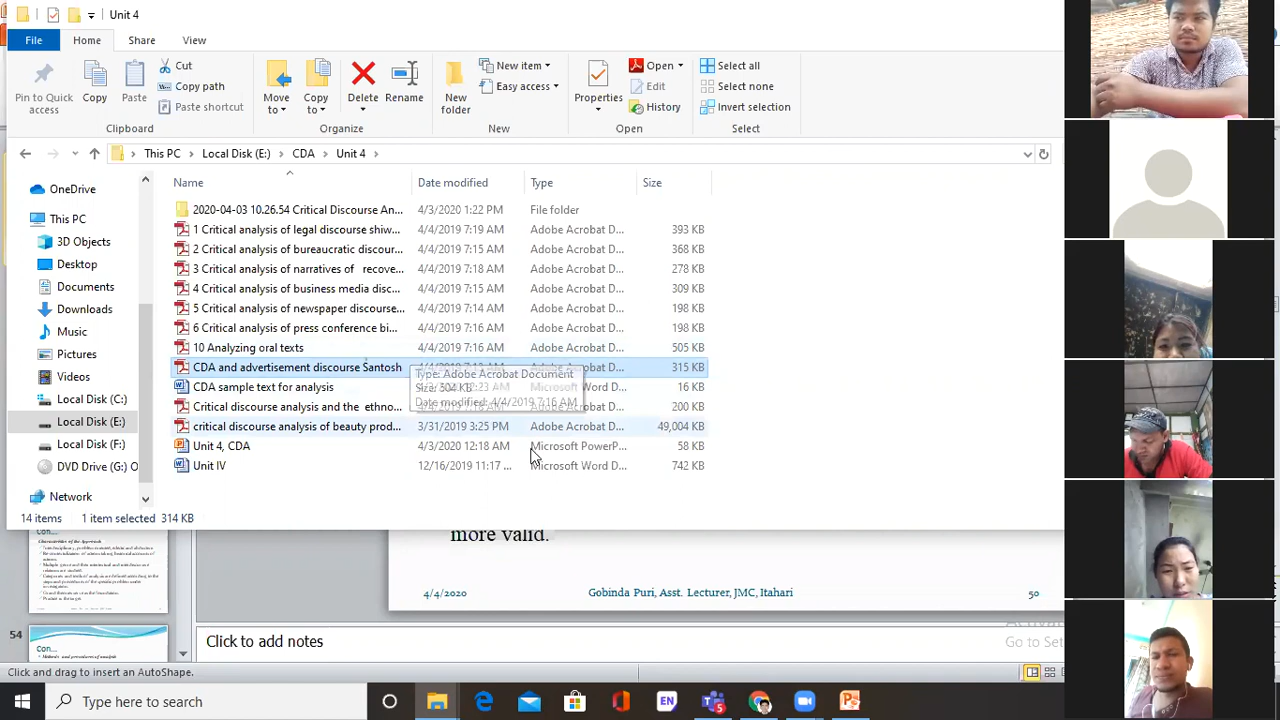 Unit 4
File Home Share View
Pin to Quick access
Copy
Paste
Cut
Copy path
Paste shortcut
Clipboard
Move to
Copy to
Delete
Rename
Organize
New folder
New item
Easy access
New
Properties
Open
Edit
History
Open
Select all
Select none
Invert selection
Select
This PC Local Disk (E:) CDA Unit 4
Name Date modified Type Size
OneDrive
This PC
3D Objects
Desktop
Documents
Downloads
Music
Pictures
Videos
Local Disk (C:)
Local Disk (E:)
Local Disk (F:)
DVD Drive (G:) O
Network
2020-04-03 10.26.54 Critical Discourse An... 4/3/2020 1:22 PM File folder
1 Critical analysis of legal discourse shiw... 4/4/2019 7:19 AM Adobe Acrobat D... 393 KB
2 Critical analysis of bureaucratic discour... 4/4/2019 7:15 AM Adobe Acrobat D... 368 KB
3 Critical analysis of narratives of recove... 4/4/2019 7:18 AM Adobe Acrobat D... 278 KB
4 Critical analysis of business media disc... 4/4/2019 7:15 AM Adobe Acrobat D... 309 KB
5 Critical analysis of newspaper discourse... 4/4/2019 7:14 AM Adobe Acrobat D... 198 KB
6 Critical analysis of press conference bi... 4/4/2019 7:16 AM Adobe Acrobat D... 198 KB
10 Analyzing oral texts 4/4/2019 7:16 AM Adobe Acrobat D... 505 KB
CDA and advertisement discourse Santosh 315 KB
CDA sample text for analysis Microsoft Word D... 16 KB
Critical discourse analysis and the ethno... Adobe Acrobat D... 200 KB
critical discourse analysis of beauty prod... 3/31/2019 3:25 PM Adobe Acrobat D... 49,004 KB
Unit 4, CDA 4/3/2020 12:18 AM Microsoft PowerP... 58 KB
Unit IV 12/16/2019 11:17 ... Microsoft Word D... 742 KB
Type: Adobe Acrobat Document
Size: 304 KB
Date modified: 4/4/2019 7:16 AM
14 items 1 item selected 314 KB
more valid.
4/4/2020 Gobinda Puri, Asst. Lecturer, JMC, Itahari 50
54
Con...
Click to add notes
Go to Set
Click and drag to insert an AutoShape.
Type here to search
EN